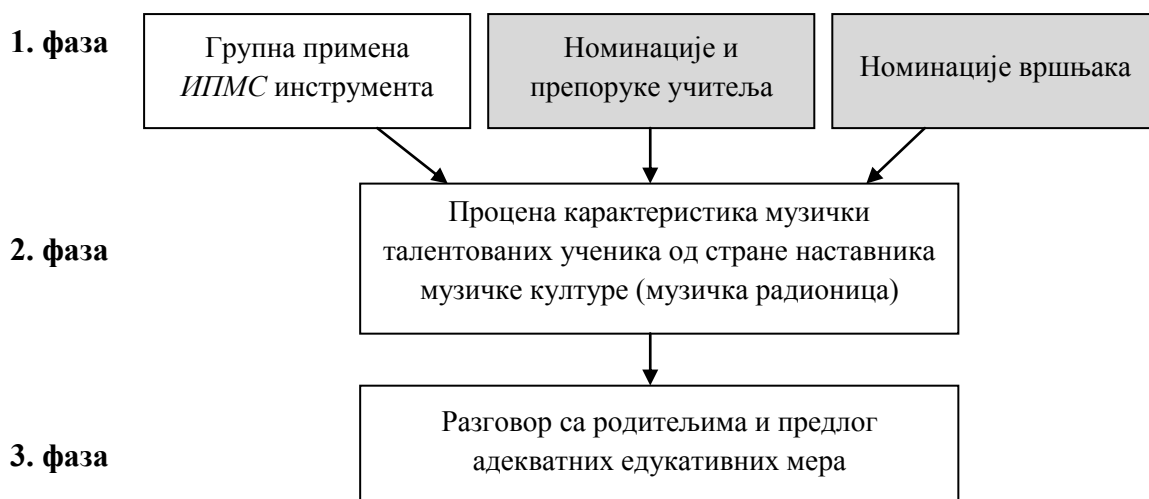 1. фаза
Групна примена
ИПМС инструмента
Номинације и
препоруке учитеља
Номинације вршњака
2. фаза
Процена карактеристика музички
талентованих ученика од стране наставника
музичке културе (музичка радионица)
3. фаза
Разговор са родитељима и предлог
адекватних едукативних мера